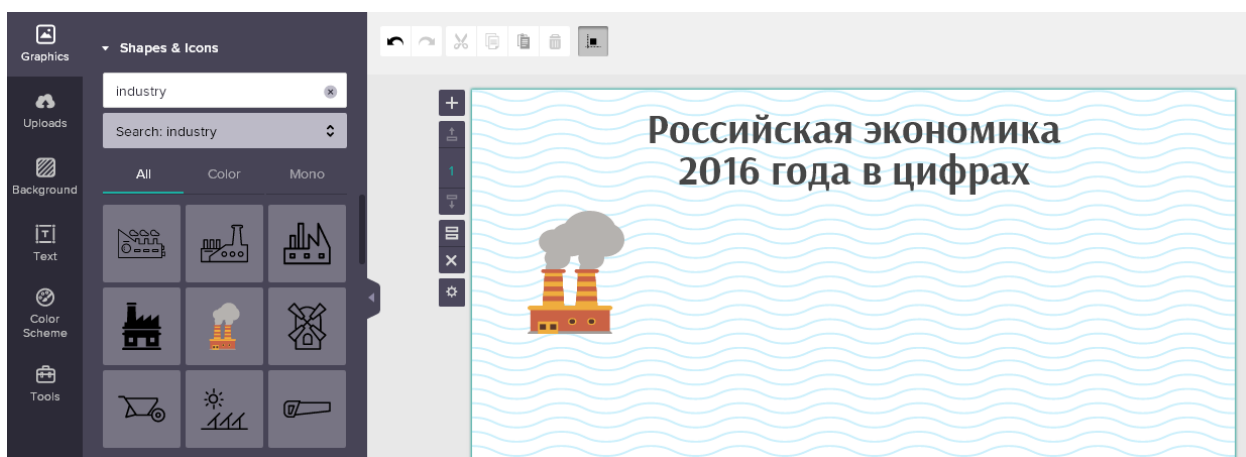 Graphics
Uploads
Background
Text
Color
Scheme
Tools
Shapes & Icons
industry
Search: industry
All Color Mono
1
Российская экономика
2016 года в цифрах